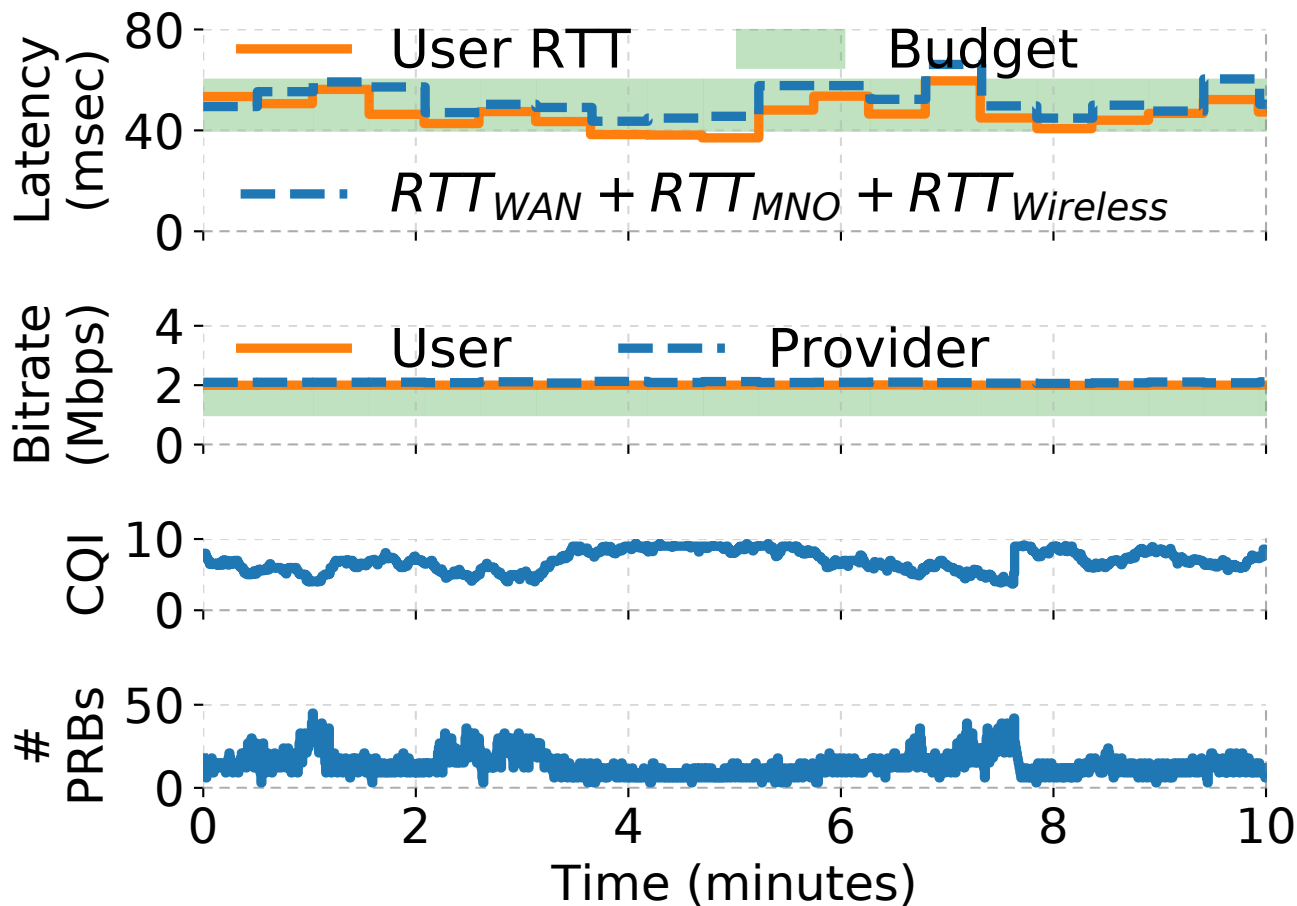 Latency
(msec)
80
40
0
User RTT
Budget
RTT_WAN + RTT_MNO + RTT_Wireless
Bitrate
(Mbps)
4
2
0
User
Provider
CQI
10
0
#
PRBs
50
0
0 2 4 6 8 10
Time (minutes)